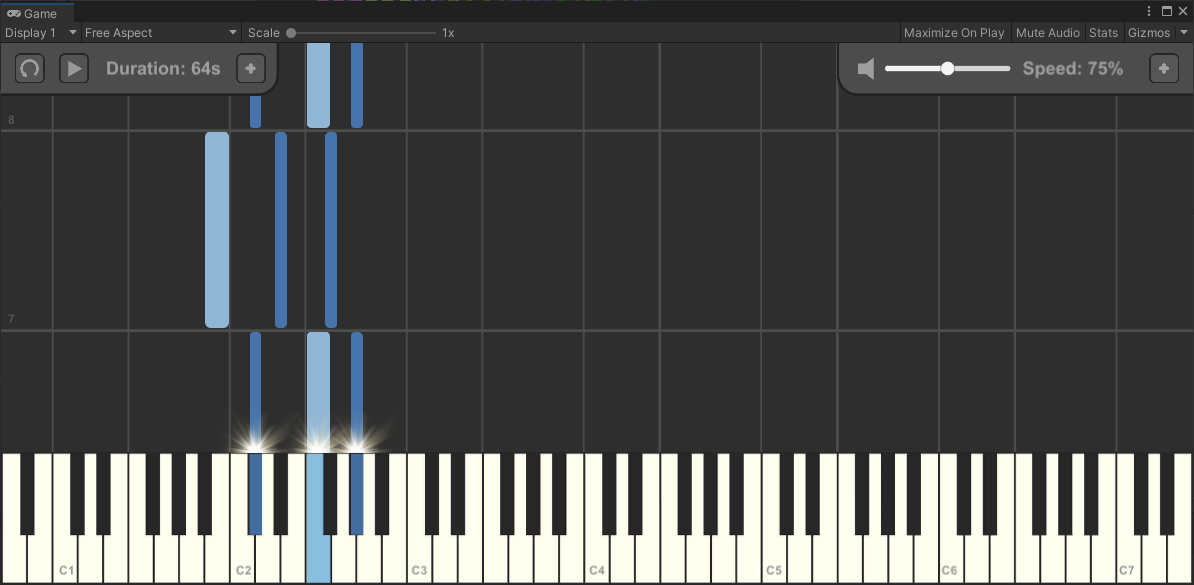 Game
Display 1 Free Aspect Scale 1x Maximize On Play Mute Audio Stats Gizmos
Duration: 64s + Speed: 75% +
8
7
C1 C2 C3 C4 C5 C6 C7